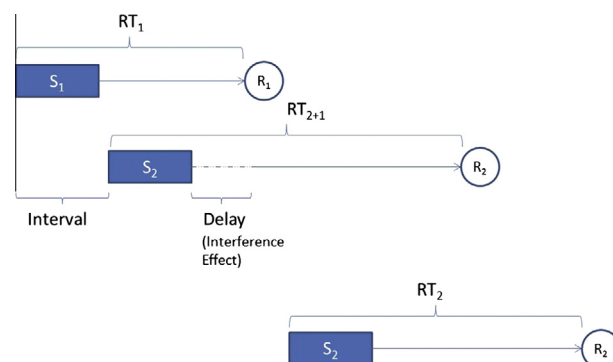 RT₁
S₁
R₁
RT₂₊₁
S₂
R₂
Interval
Delay
(Interference
Effect)
RT₂
S₂
R₂